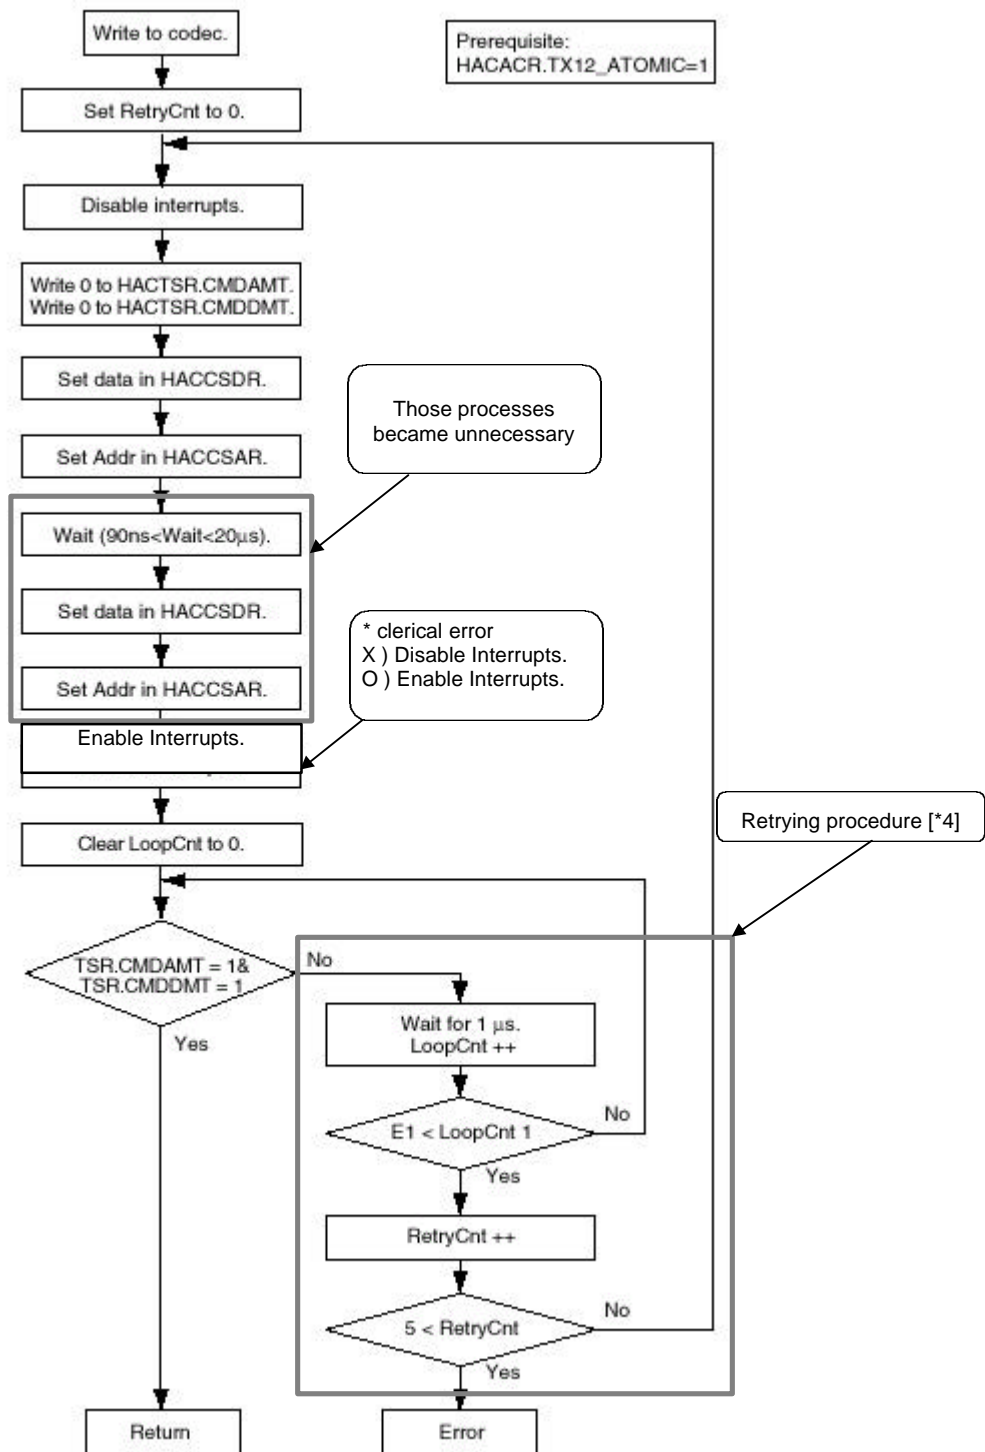 Write to codec.
Prerequisite:
HACACR.TX12_ATOMIC=1
Set RetryCnt to 0.
Disable interrupts.
Write 0 to HACTSR.CMDAMT.
Write 0 to HACTSR.CMDDMT.
Set data in HACCSDR.
Those processes
became unnecessary
Set Addr in HACCSAR.
Wait (90ns<Wait<20μs).
Set data in HACCSDR.
* clerical error
X ) Disable Interrupts.
O ) Enable Interrupts.
Set Addr in HACCSAR.
Enable Interrupts.
Retrying procedure [*4]
Clear LoopCnt to 0.
TSR.CMDAMT = 1&
TSR.CMDDMT = 1
No
Yes
Wait for 1 μs.
LoopCnt ++
E1 < LoopCnt 1
No
Yes
RetryCnt ++
5 < RetryCnt
No
Yes
Return
Error